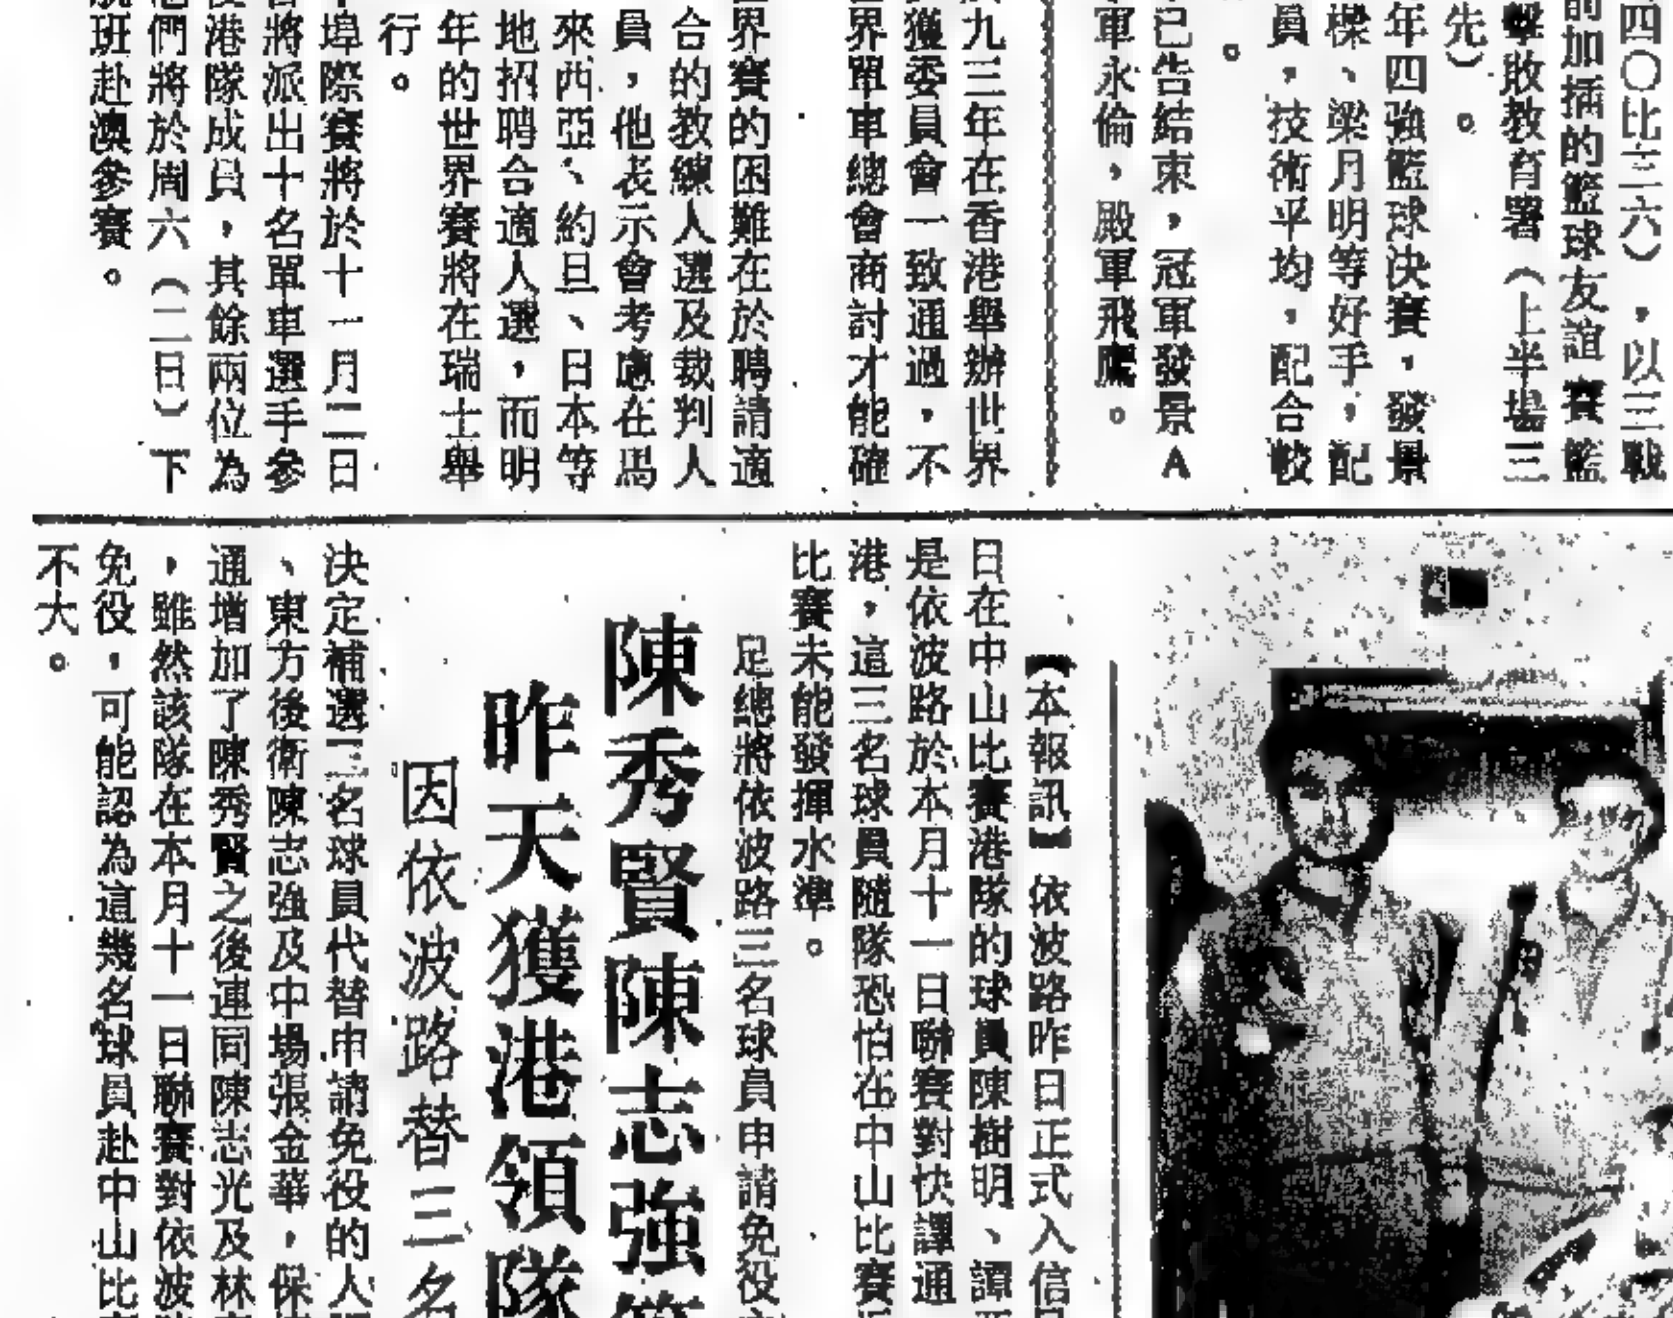 四〇比三六），以三戰
前加插的籃球友誼賽籃
擊敗教育署（上半場三
先）。
年四強籃球決賽，發景
樑、梁月明等好手，配
員，技術平均，配合較
。
已告結束，冠軍發景A
軍永倫，殿軍飛鷹。
九三年在香港舉辦世界
獲委員會一致通過，不
界單車總會商討才能確
界賽的困難在於聘請適
合的教練人選及裁判人
員，他表示會考慮在馬
來西亞、約旦、日本等
地招聘合適人選，而明
年的世界賽將在瑞士舉
行。
埠際賽將於十一月二日
將派出十名單車選手參
港隊成員，其餘兩位為
們將於周六（二日）下
班赴澳參賽。
【本報訊】依波路昨日正式入信
日在中山比賽港隊的球員陳樹明、譚
是依波路於本月十一日聯賽對快譯通
港，這三名球員隨隊恐怕在中山比賽
比賽未能發揮水準。
足總將依波路三名球員申請免役
陳秀賢陳志強
昨天獲港領隊
因依波路替三名
決定補選三名球員代替申請免役的人
、東方後衛陳志強及中場張金華，保
通增加了陳秀賢之後連同陳志光及林
，雖然該隊在本月十一日聯賽對依波
免役，可能認為這幾名球員赴中山比
不大。